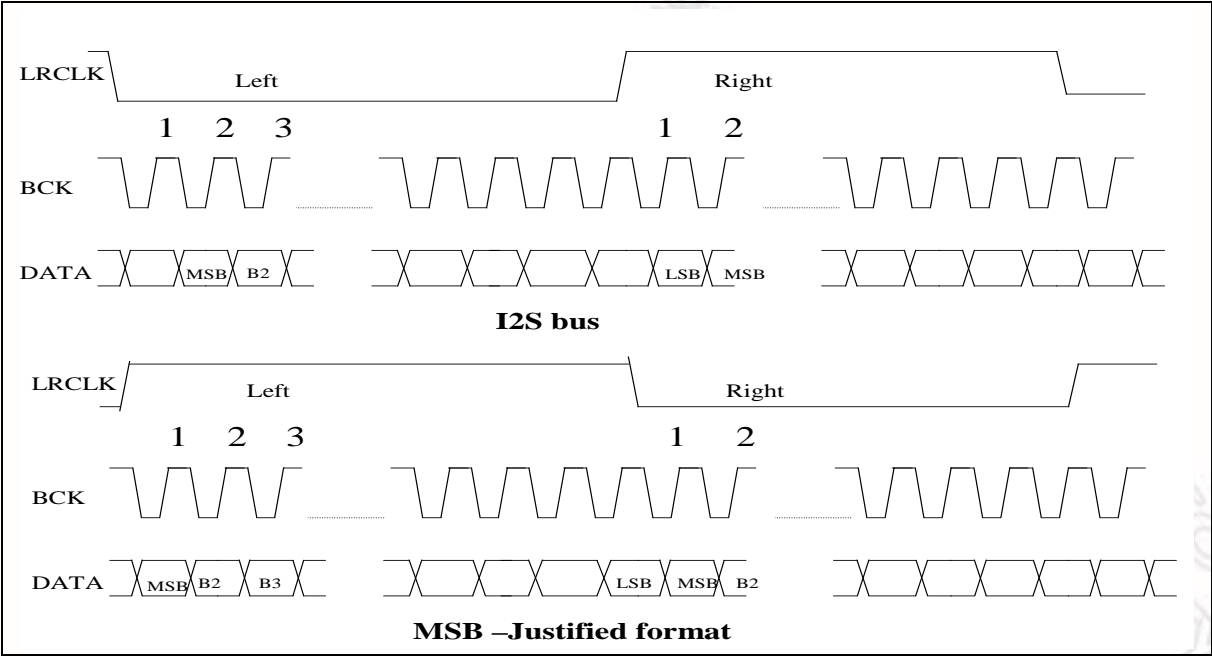 LRCLK Left Right
1 2 3 1 2
BCK
DATA MSB B2 LSB MSB
I2S bus
LRCLK Left Right
1 2 3 1 2
BCK
DATA MSB B2 B3 LSB MSB B2
MSB –Justified format